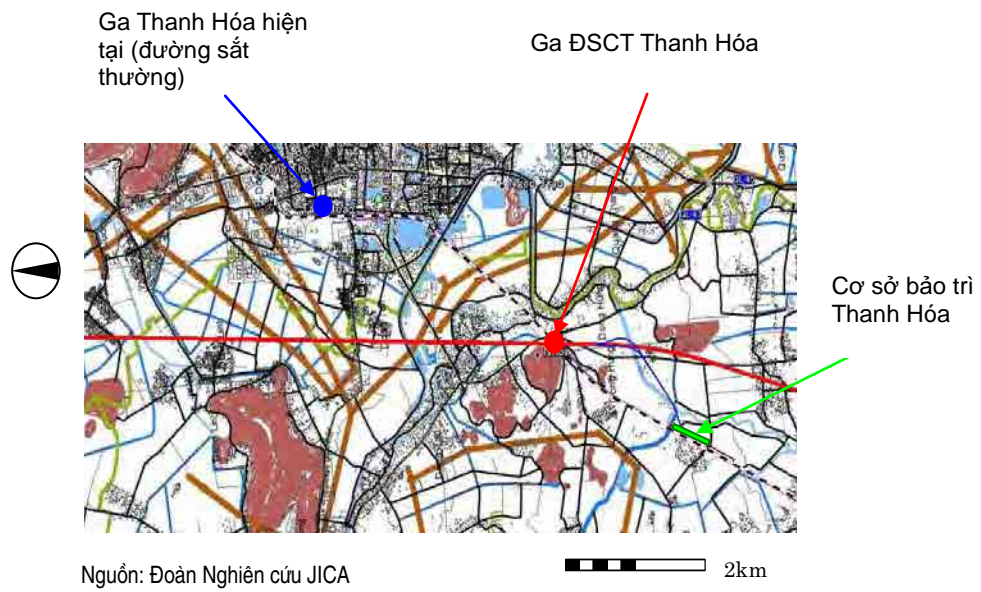 Ga Thanh Hóa hiện
tại (đường sắt
thường)
Ga ĐSCT Thanh Hóa
Cơ sở bảo trì
Thanh Hóa
Nguồn: Đoàn Nghiên cứu JICA
2km